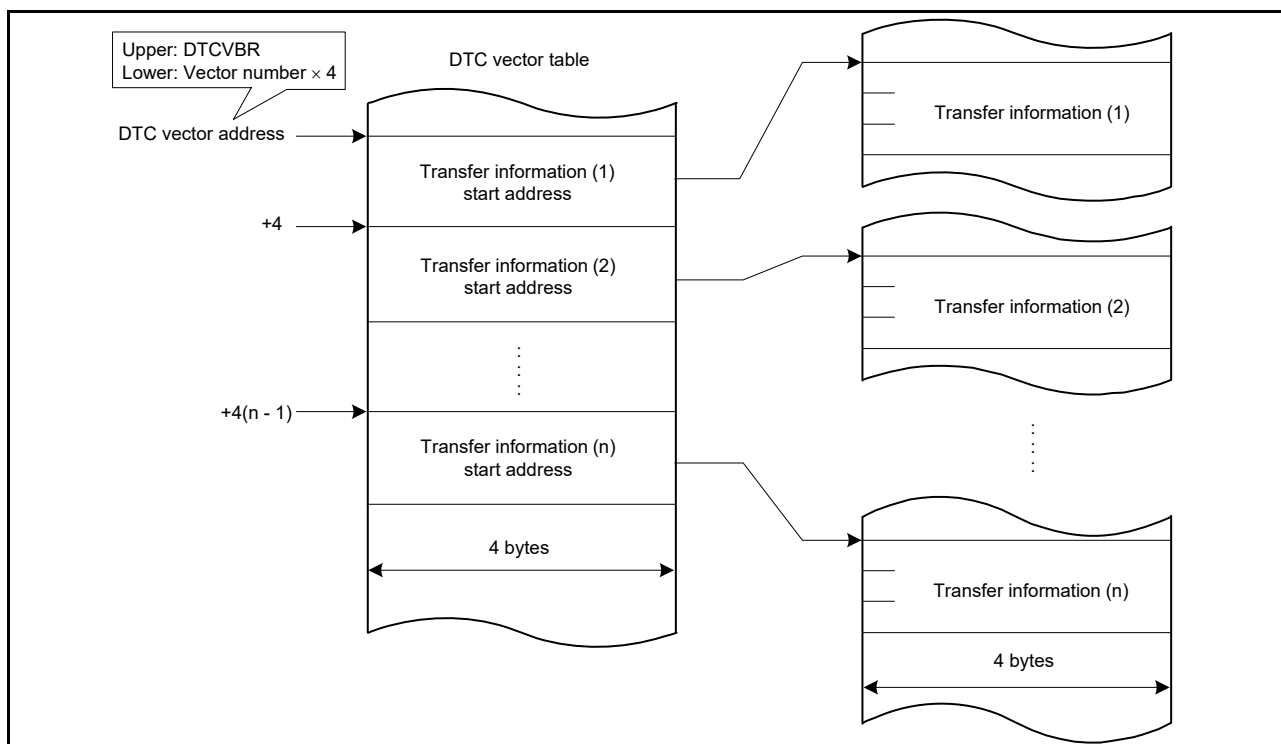 Upper: DTCVBR
Lower: Vector number × 4
DTC vector table
DTC vector address
Transfer information (1)
start address
+4
Transfer information (2)
start address
+4(n - 1)
Transfer information (n)
start address
4 bytes
Transfer information (1)
Transfer information (2)
Transfer information (n)
4 bytes